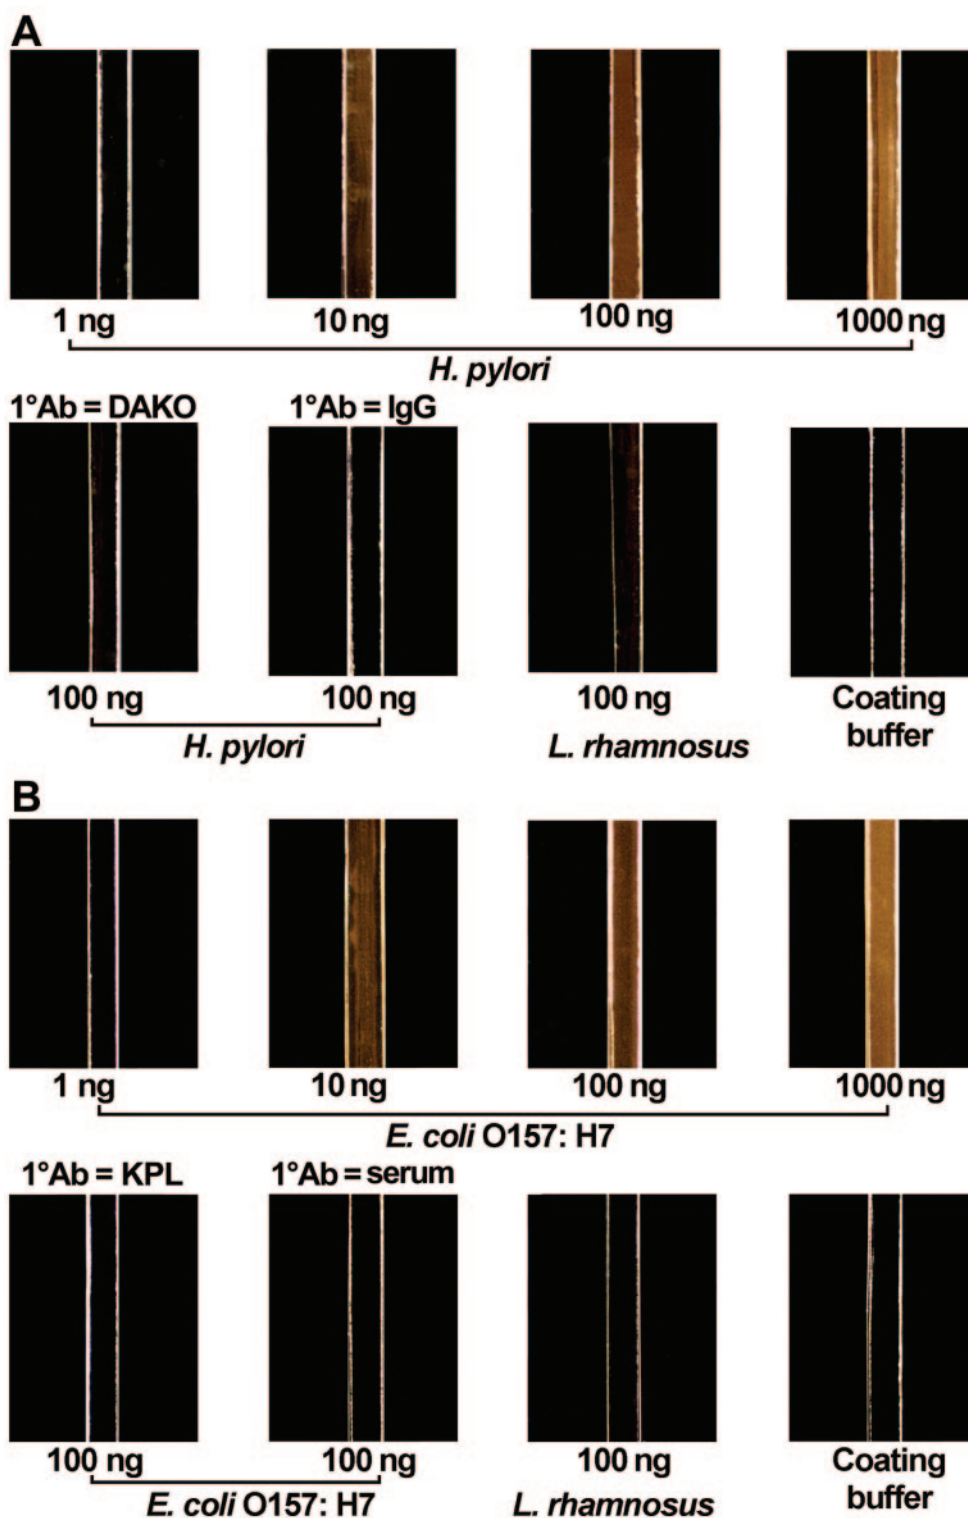 A
1 ng
10 ng
100 ng
1000 ng
H. pylori
1°Ab = DAKO
1°Ab = IgG
100 ng
100 ng
100 ng
Coating
buffer
H. pylori
L. rhamnosus
B
1 ng
10 ng
100 ng
1000 ng
E. coli O157: H7
1°Ab = KPL
1°Ab = serum
100 ng
100 ng
100 ng
Coating
buffer
E. coli O157: H7
L. rhamnosus